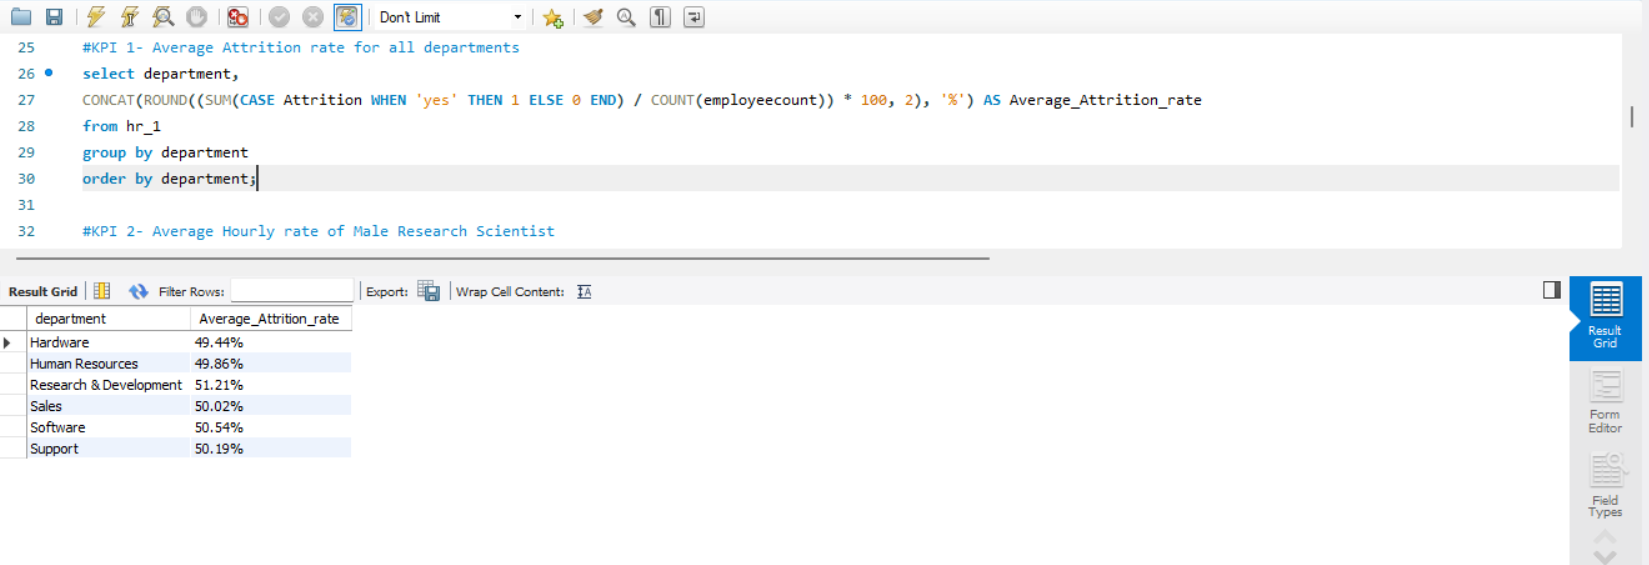 Don't Limit
25 #KPI 1- Average Attrition rate for all departments
26 select department,
27 CONCAT(ROUND((SUM(CASE Attrition WHEN 'yes' THEN 1 ELSE 0 END) / COUNT(employeecount)) * 100, 2), '%') AS Average_Attrition_rate
28 from hr_1
29 group by department
30 order by department;
31
32 #KPI 2- Average Hourly rate of Male Research Scientist
Result Grid Filter Rows: Export: Wrap Cell Content:
department Average_Attrition_rate
Hardware 49.44%
Human Resources 49.86%
Research & Development 51.21%
Sales 50.02%
Software 50.54%
Support 50.19%
Result
Grid
Form
Editor
Field
Types